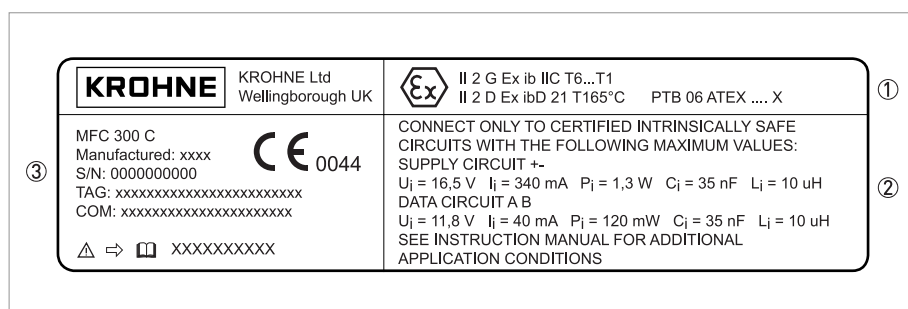 KROHNE
KROHNE Ltd
Wellingborough UK
II 2 G Ex ib IIC T6...T1
II 2 D Ex ibD 21 T165°C PTB 06 ATEX .... X
①
MFC 300 C
Manufactured: xxxx
S/N: 0000000000
TAG: xxxxxxxxxxxxxxxxxxxxxxxx
COM: xxxxxxxxxxxxxxxxxxxxxx
CE 0044
XXXXXXXXXX
③
CONNECT ONLY TO CERTIFIED INTRINSICALLY SAFE
CIRCUITS WITH THE FOLLOWING MAXIMUM VALUES:
SUPPLY CIRCUIT +-
Ui = 16,5 V Ii = 340 mA Pi = 1,3 W Ci = 35 nF Li = 10 uH
DATA CIRCUIT A B
Ui = 11,8 V Ii = 40 mA Pi = 120 mW Ci = 35 nF Li = 10 uH
SEE INSTRUCTION MANUAL FOR ADDITIONAL
APPLICATION CONDITIONS
②